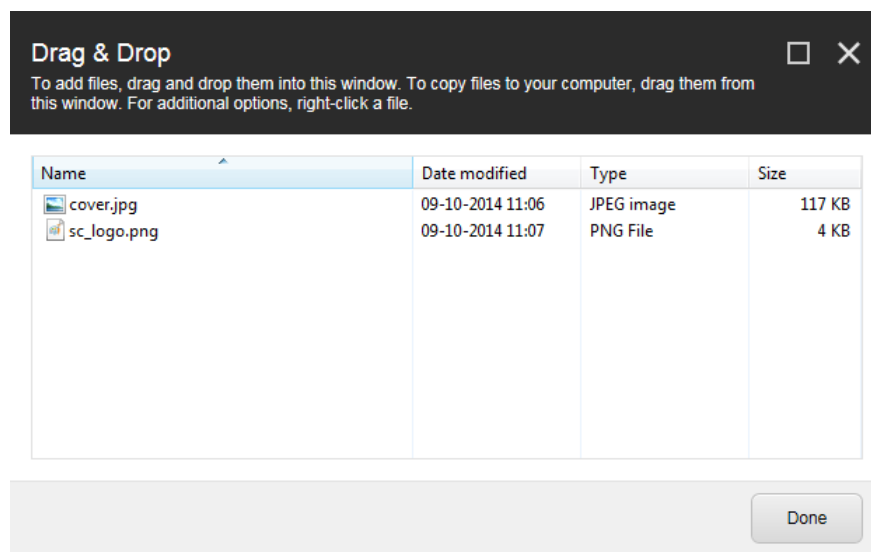 Drag & Drop
To add files, drag and drop them into this window. To copy files to your computer, drag them from
this window. For additional options, right-click a file.
Name Date modified Type Size
cover.jpg 09-10-2014 11:06 JPEG image 117 KB
sc_logo.png 09-10-2014 11:07 PNG File 4 KB
Done